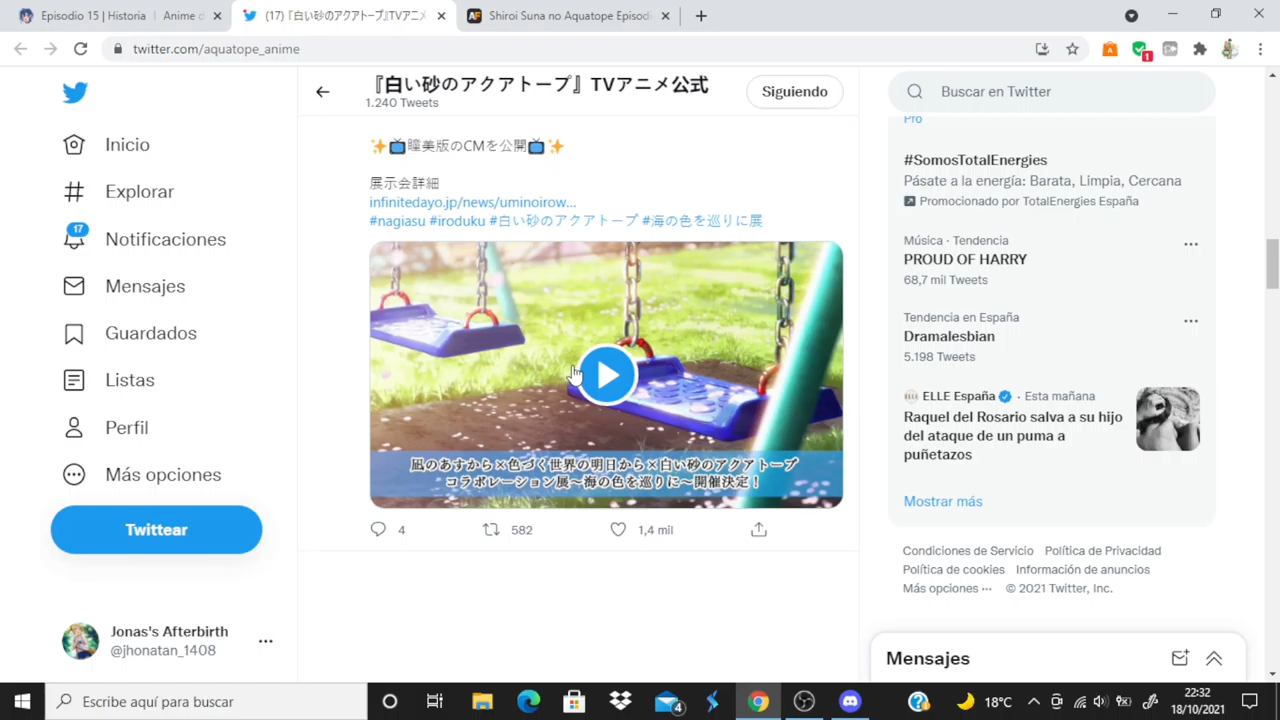 Episodio 15 | Historia | Anime d
(17) 『白い砂のアクアトープ』TVアニメ
Shiroi Suna no Aquatope Episodi
twitter.com/aquatope_anime
1
『白い砂のアクアトープ』TVアニメ公式
1.240 Tweets
Siguiendo
Buscar en Twitter
Inicio
Explorar
17
Notificaciones
Mensajes
Guardados
Listas
Perfil
Más opciones
Twittear
Jonas's Afterbirth
@jhonatan_1408
✨📺瞳美版のCMを公開📺✨
展示会詳細
infinitedayo.jp/news/uminoirow...
#nagiasu #iroduku #白い砂のアクアトープ #海の色を巡りに展
凪のあすから×色づく世界の明日から×白い砂のアクアトープ
コラボレーション展〜海の色を巡りに〜開催決定！
4
582
1,4 mil
Pro
#SomosTotalEnergies
Pásate a la energía: Barata, Limpia, Cercana
Promocionado por TotalEnergies España
Música · Tendencia
PROUD OF HARRY
68,7 mil Tweets
Tendencia en España
Dramalesbian
5.198 Tweets
ELLE España · Esta mañana
Raquel del Rosario salva a su hijo
del ataque de un puma a
puñetazos
Mostrar más
Condiciones de Servicio Política de Privacidad
Política de cookies Información de anuncios
Más opciones ··· © 2021 Twitter, Inc.
Mensajes
Escribe aquí para buscar
4
18°C
22:32
18/10/2021